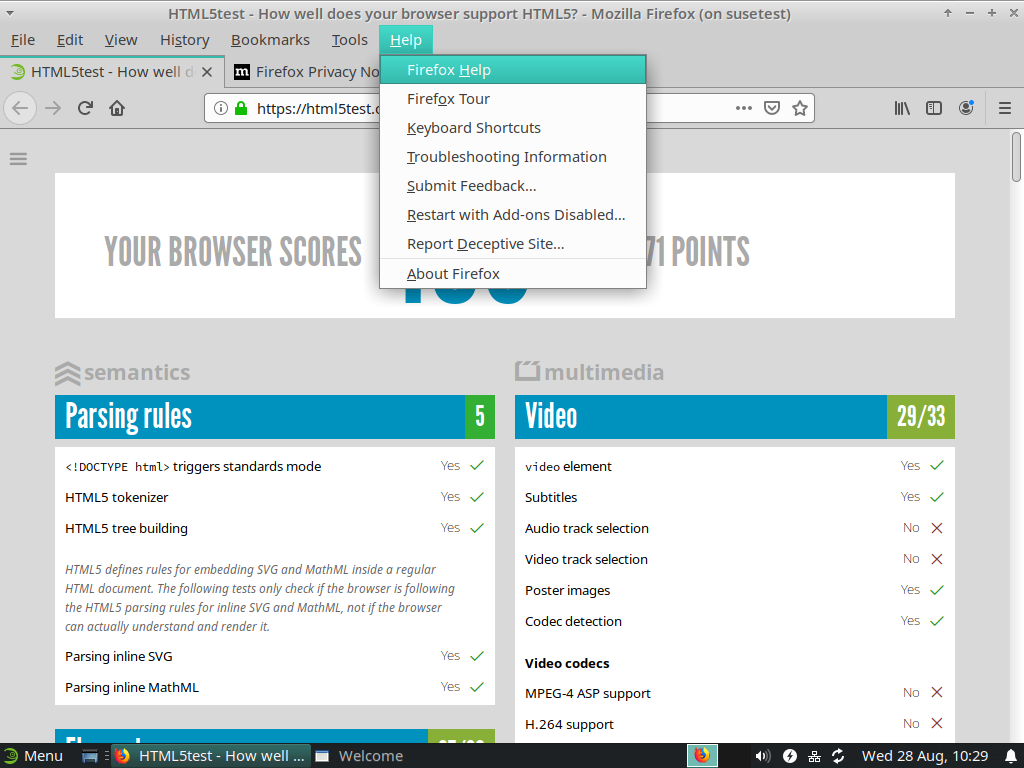 HTML5test - How well does your browser support HTML5? - Mozilla Firefox (on susetest)
File Edit View History Bookmarks Tools Help
HTML5test - How well d
Firefox Privacy No
https://html5test.c
Firefox Help
Firefox Tour
Keyboard Shortcuts
Troubleshooting Information
Submit Feedback...
Restart with Add-ons Disabled...
Report Deceptive Site...
About Firefox
YOUR BROWSER SCORES
71 POINTS
semantics
Parsing rules 5
<!DOCTYPE html> triggers standards mode Yes
HTML5 tokenizer Yes
HTML5 tree building Yes
HTML5 defines rules for embedding SVG and MathML inside a regular
HTML document. The following tests only check if the browser is following
the HTML5 parsing rules for inline SVG and MathML, not if the browser
can actually understand and render it.
Parsing inline SVG Yes
Parsing inline MathML Yes
multimedia
Video 29/33
video element Yes
Subtitles Yes
Audio track selection No
Video track selection No
Poster images Yes
Codec detection Yes
Video codecs
MPEG-4 ASP support No
H.264 support No
Menu
HTML5test - How well ...
Welcome
Wed 28 Aug, 10:29